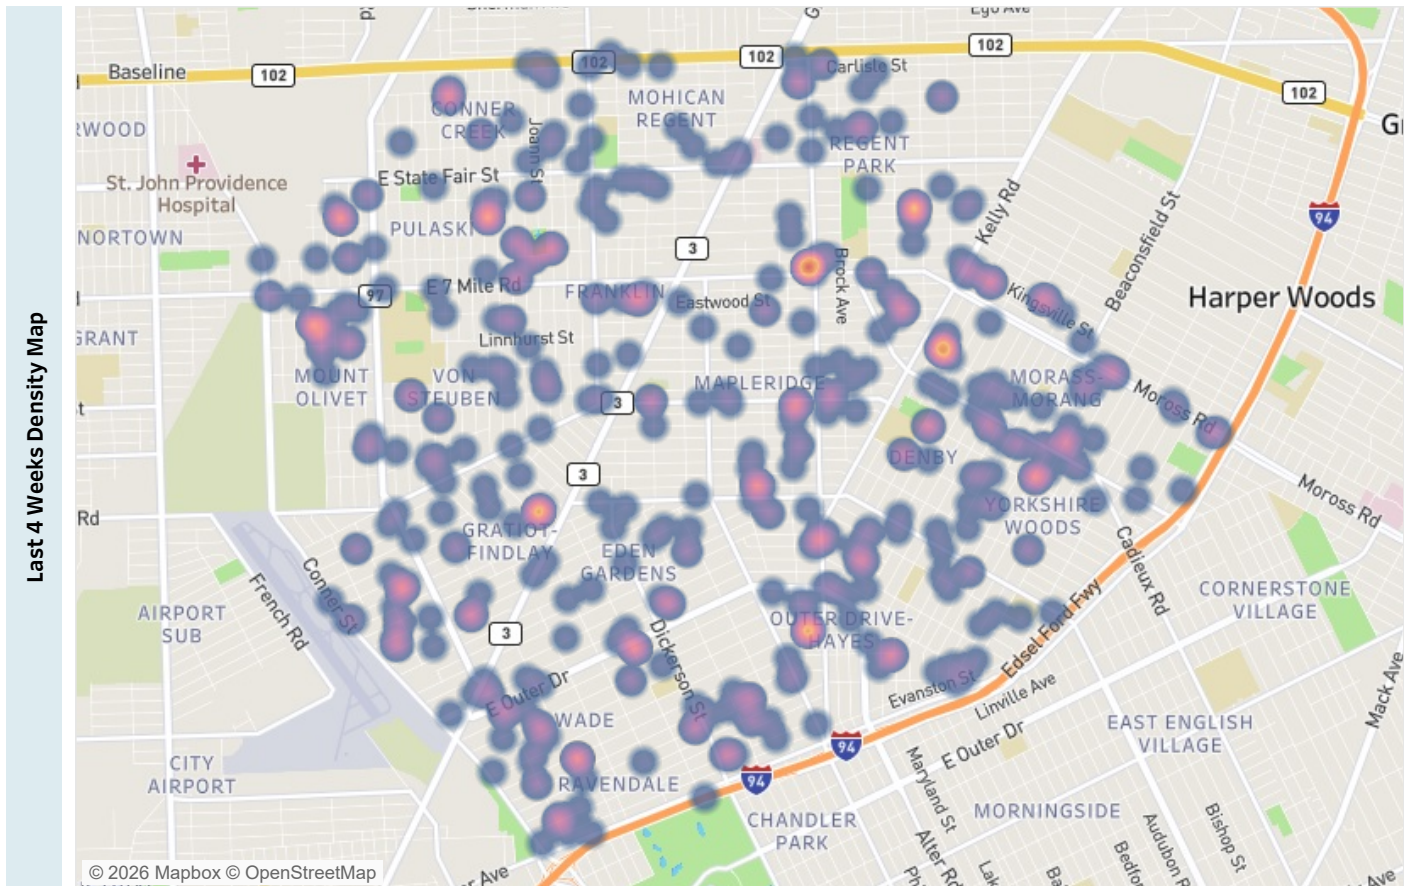 Last 4 Weeks Density Map
Baseline
102
102
102
102
102
Carlisle St
CONNER
CREEK
MOHICAN
REGENT
REGENT
PARK
Joann St
St. John Providence
Hospital
E State Fair St
PULASKI
NORTOWN
Kelly Rd
Beaconsfield St
94
3
Brock Ave
97
E 7 Mile Rd
FRANKLIN
Eastwood St
Kingsville St
Harper Woods
GRANT
Linnhurst St
MOUNT
OLIVET
VON
STEUBEN
3
MAPLERIDGE
MORASS-
MORANG
Moross Rd
DENBY
3
Moross Rd
Rd
GRATIOT-
FINDLAY
EDEN
GARDENS
YORKSHIRE
WOODS
Cadieux Rd
Conner St
French Rd
AIRPORT
SUB
3
Dickerson St
OUTER DRIVE-
HAYES
Edsel Ford Fwy
CORNERSTONE
VILLAGE
E Outer Dr
Evanston St
Linville Ave
Mack Ave
WADE
94
E Outer Dr
EAST ENGLISH
VILLAGE
CITY
AIRPORT
RAVENDALE
94
Maryland St
CHANDLER
PARK
MORNINGSIDE
Alter Rd
Audubon R
Bishop St
© 2026 Mapbox © OpenStreetMap